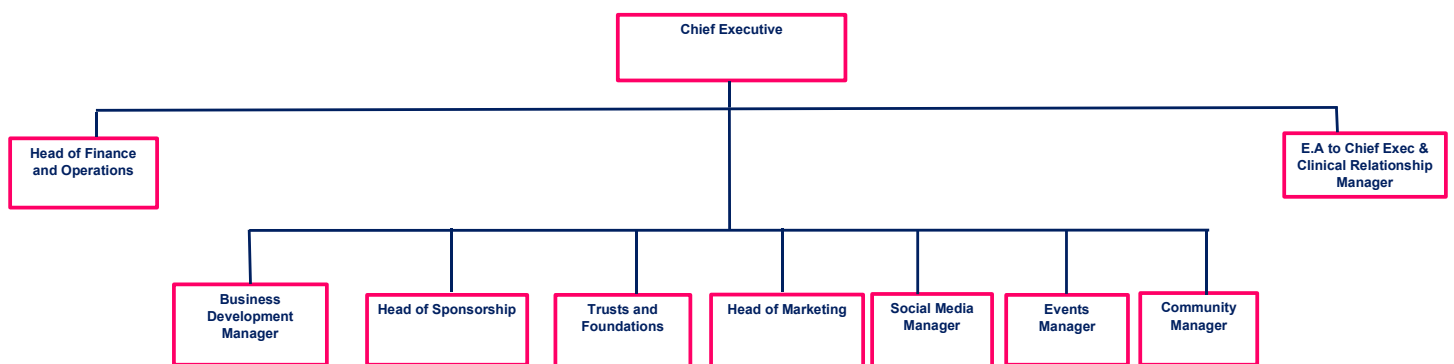 Chief Executive
Head of Finance
and Operations
E.A to Chief Exec &
Clinical Relationship
Manager
Business
Development
Manager
Head of Sponsorship
Trusts and
Foundations
Head of Marketing
Social Media
Manager
Events
Manager
Community
Manager